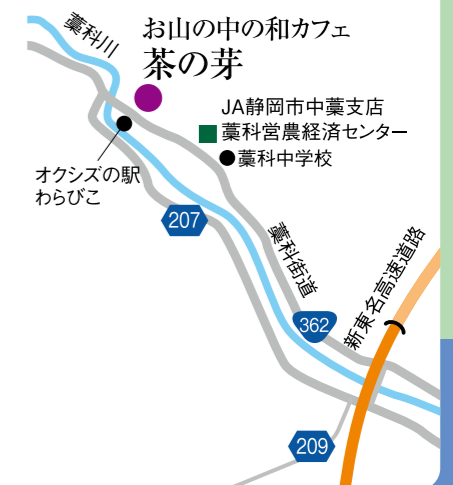 藁科川
お山の中の和カフェ
茶の芽
JA静岡市中藁支店
藁科営農経済センター
藁科中学校
オクシズの駅
わらびこ
207
藁科街道
新東名高速道路
362
209